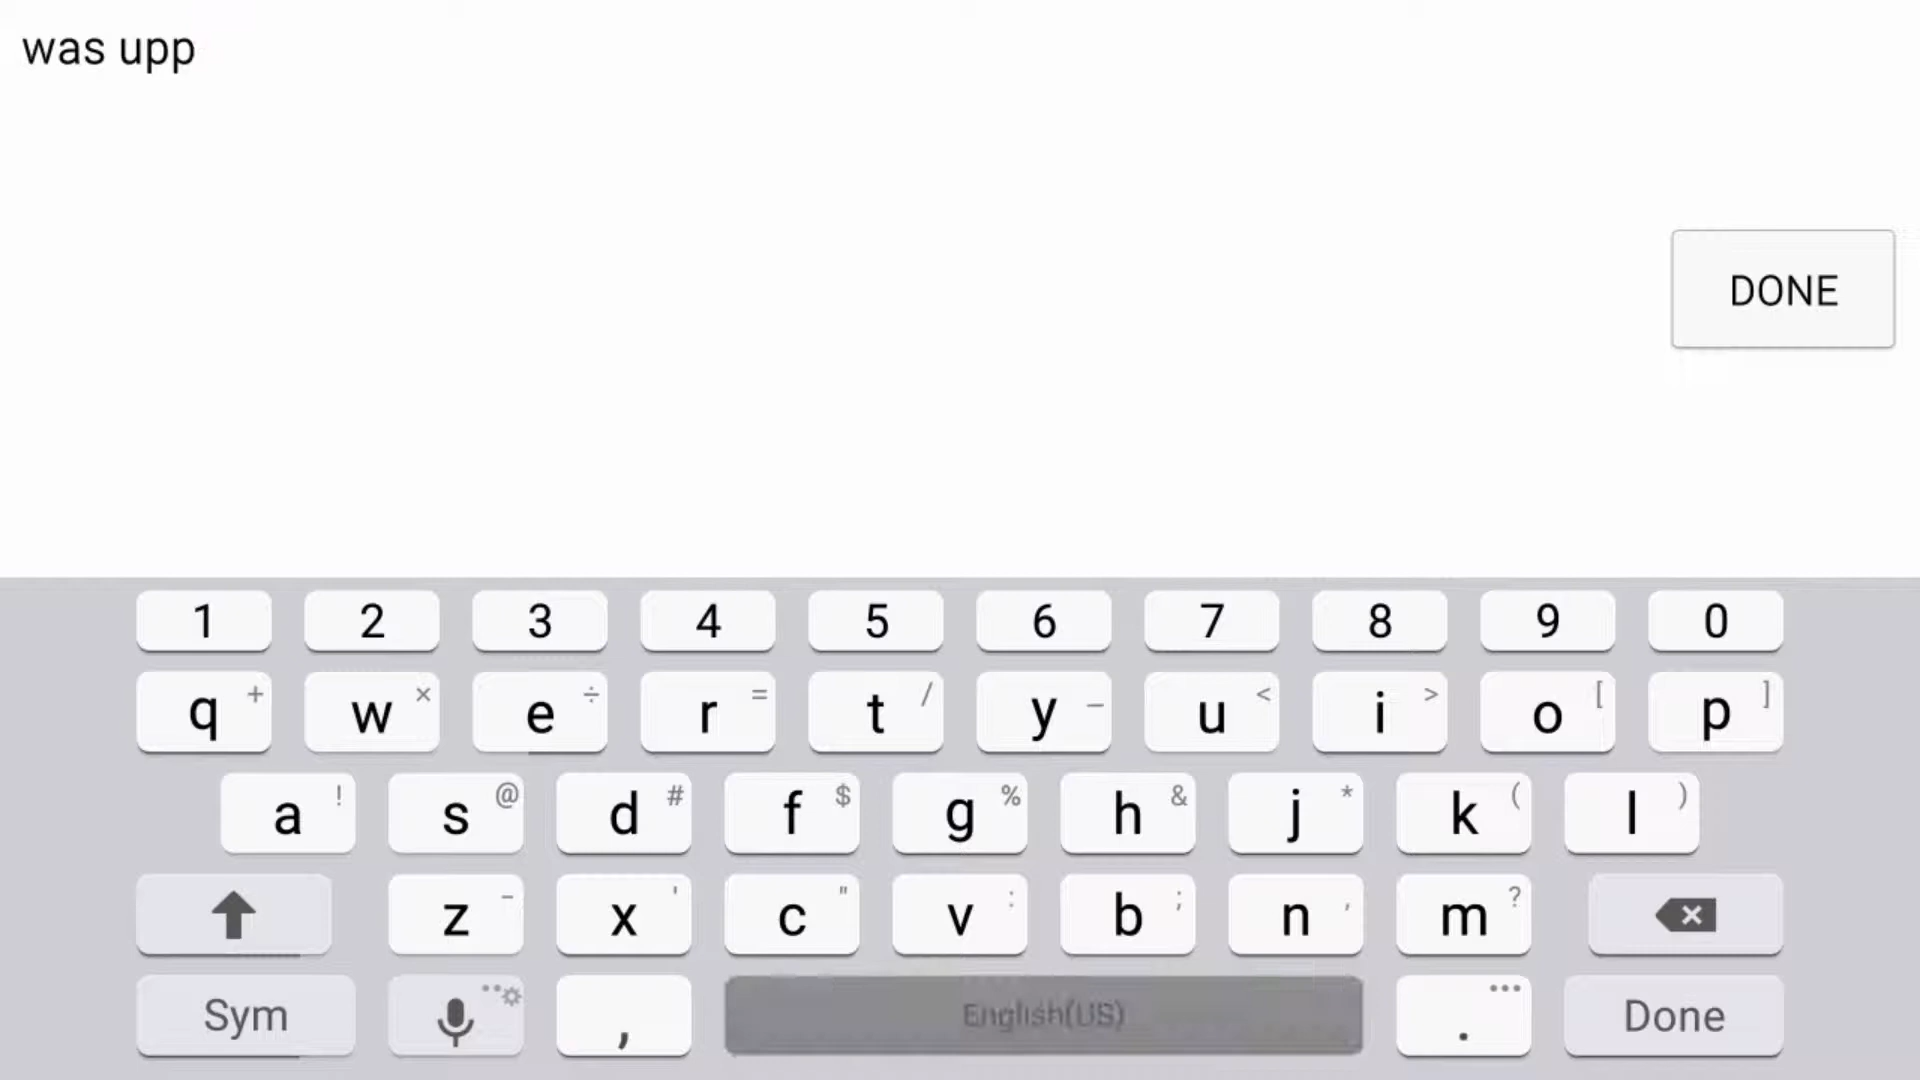 was upp
DONE
1 2 3 4 5 6 7 8 9 0
q + w × e ÷ r = t / y _ u < i > o [ p ]
a ! s @ d # f $ g % h & j * k ( l )
z - x ' c " v : b ; n , m ?
Sym , English(US) . ... Done